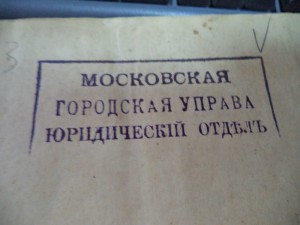 МОСКОВСКАЯ
ГОРОДСКАЯ УПРАВА
ЮРИДИЧЕСКІЙ ОТДѢЛЪ